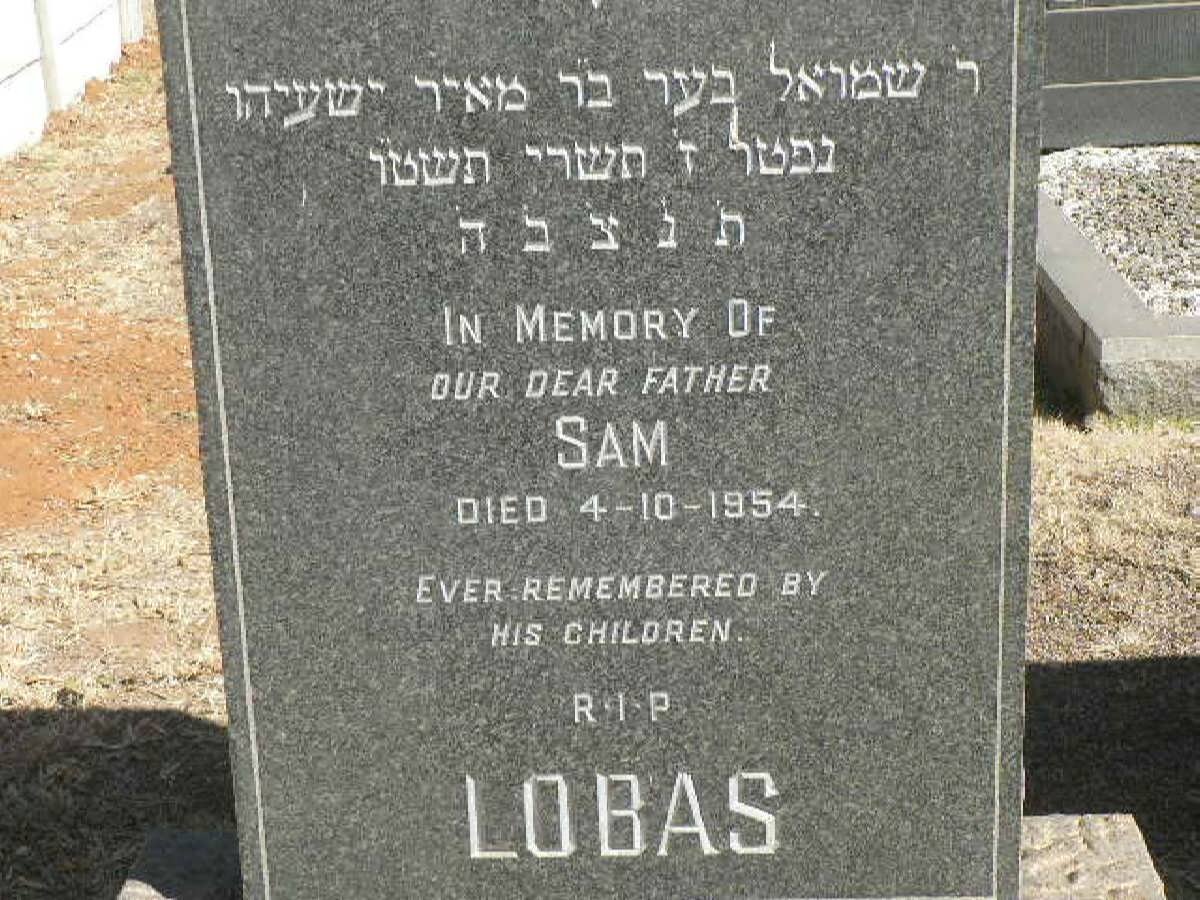 ר שמואל בער בר מאיר ישעיהו
נפטר ז תשרי תשטו
ת נ צ ב ה
IN MEMORY OF
OUR DEAR FATHER
SAM
DIED 4-10-1954.
EVER REMEMBERED BY
HIS CHILDREN.
R·I·P
LOBAS